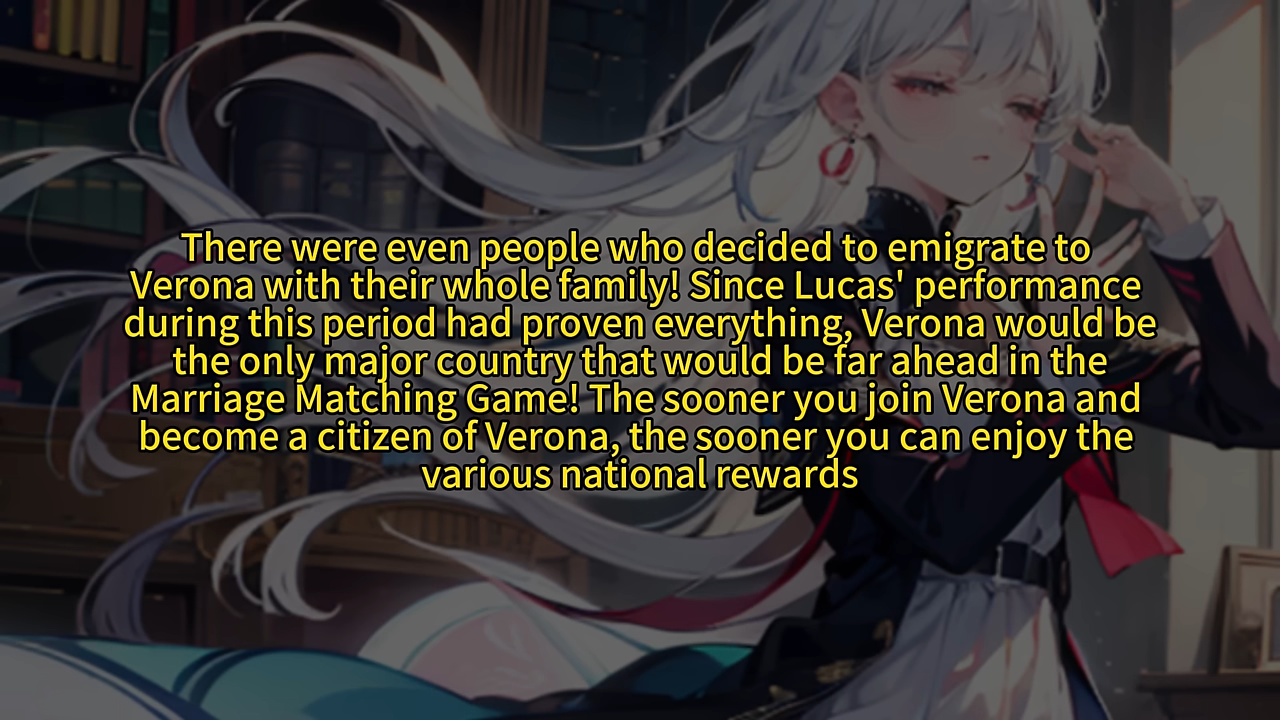 There were even people who decided to emigrate to
Verona with their whole family! Since Lucas' performance
during this period had proven everything, Verona would be
the only major country that would be far ahead in the
Marriage Matching Game! The sooner you join Verona and
become a citizen of Verona, the sooner you can enjoy the
various national rewards